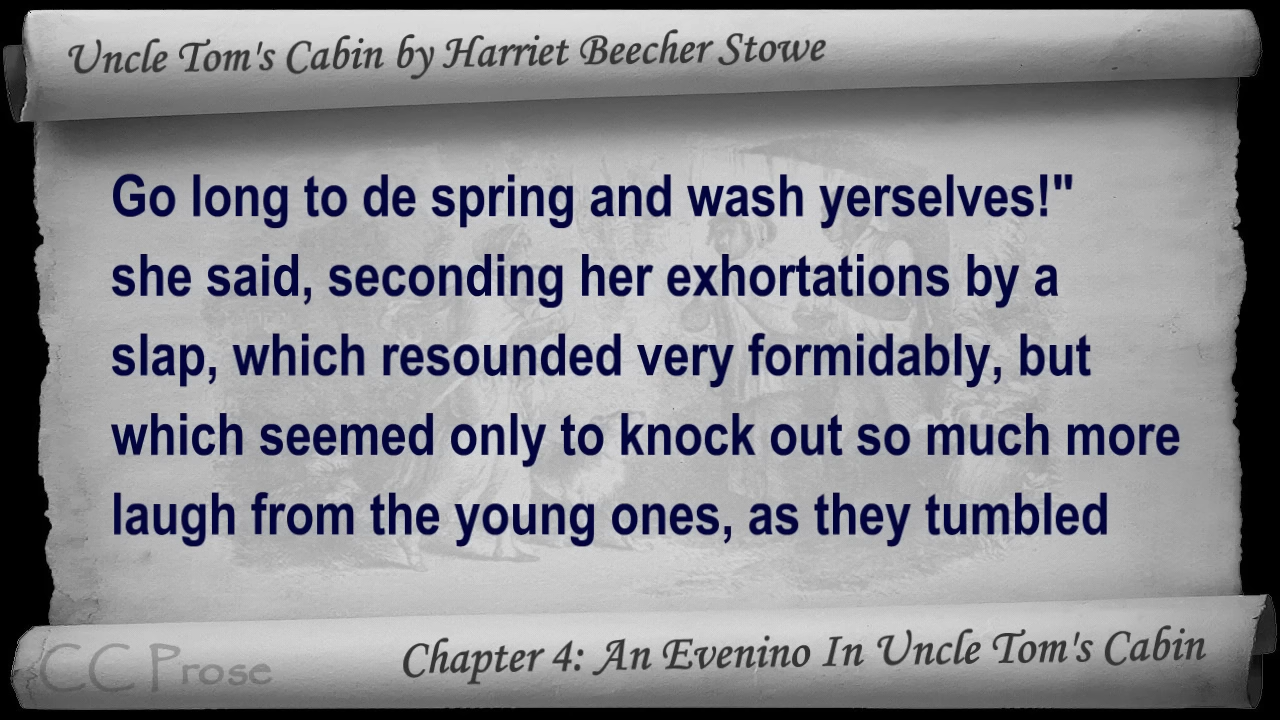 Uncle Tom's Cabin by Harriet Beecher Stowe
Go long to de spring and wash yerselves!"
she said, seconding her exhortations by a
slap, which resounded very formidably, but
which seemed only to knock out so much more
laugh from the young ones, as they tumbled
CC Prose
Chapter 4: An Evenino In Uncle Tom's Cabin